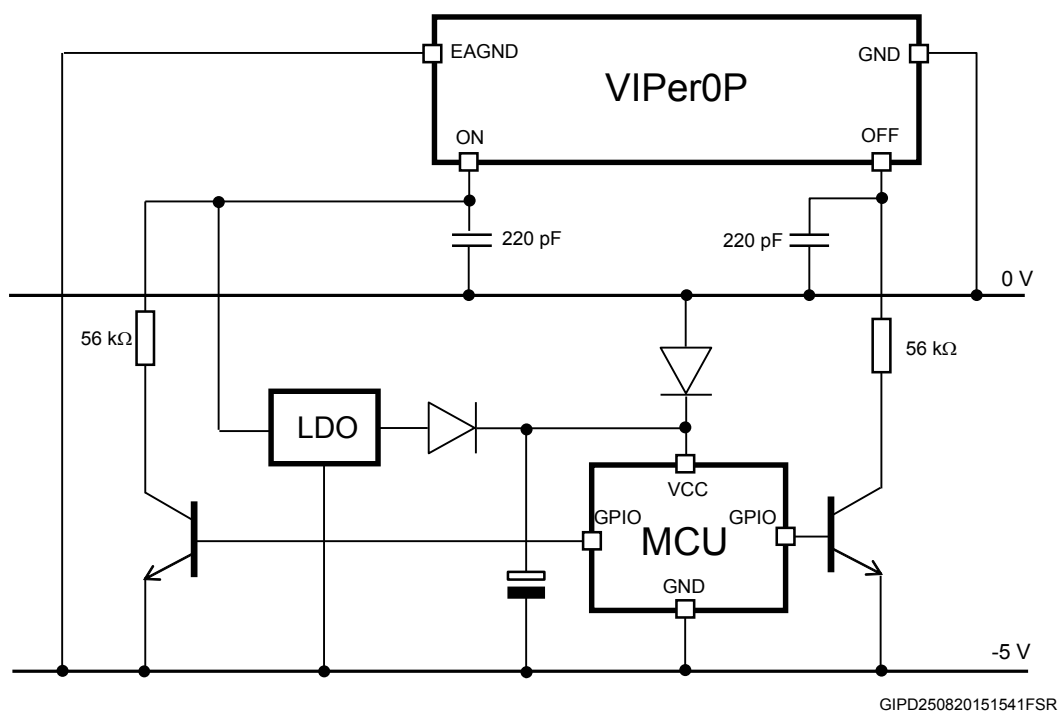 EAGND
GND
VIPer0P
ON
OFF
220 pF
220 pF
0 V
56 kΩ
56 kΩ
LDO
VCC
GPIO
GPIO
MCU
GND
-5 V
GIPD250820151541FSR